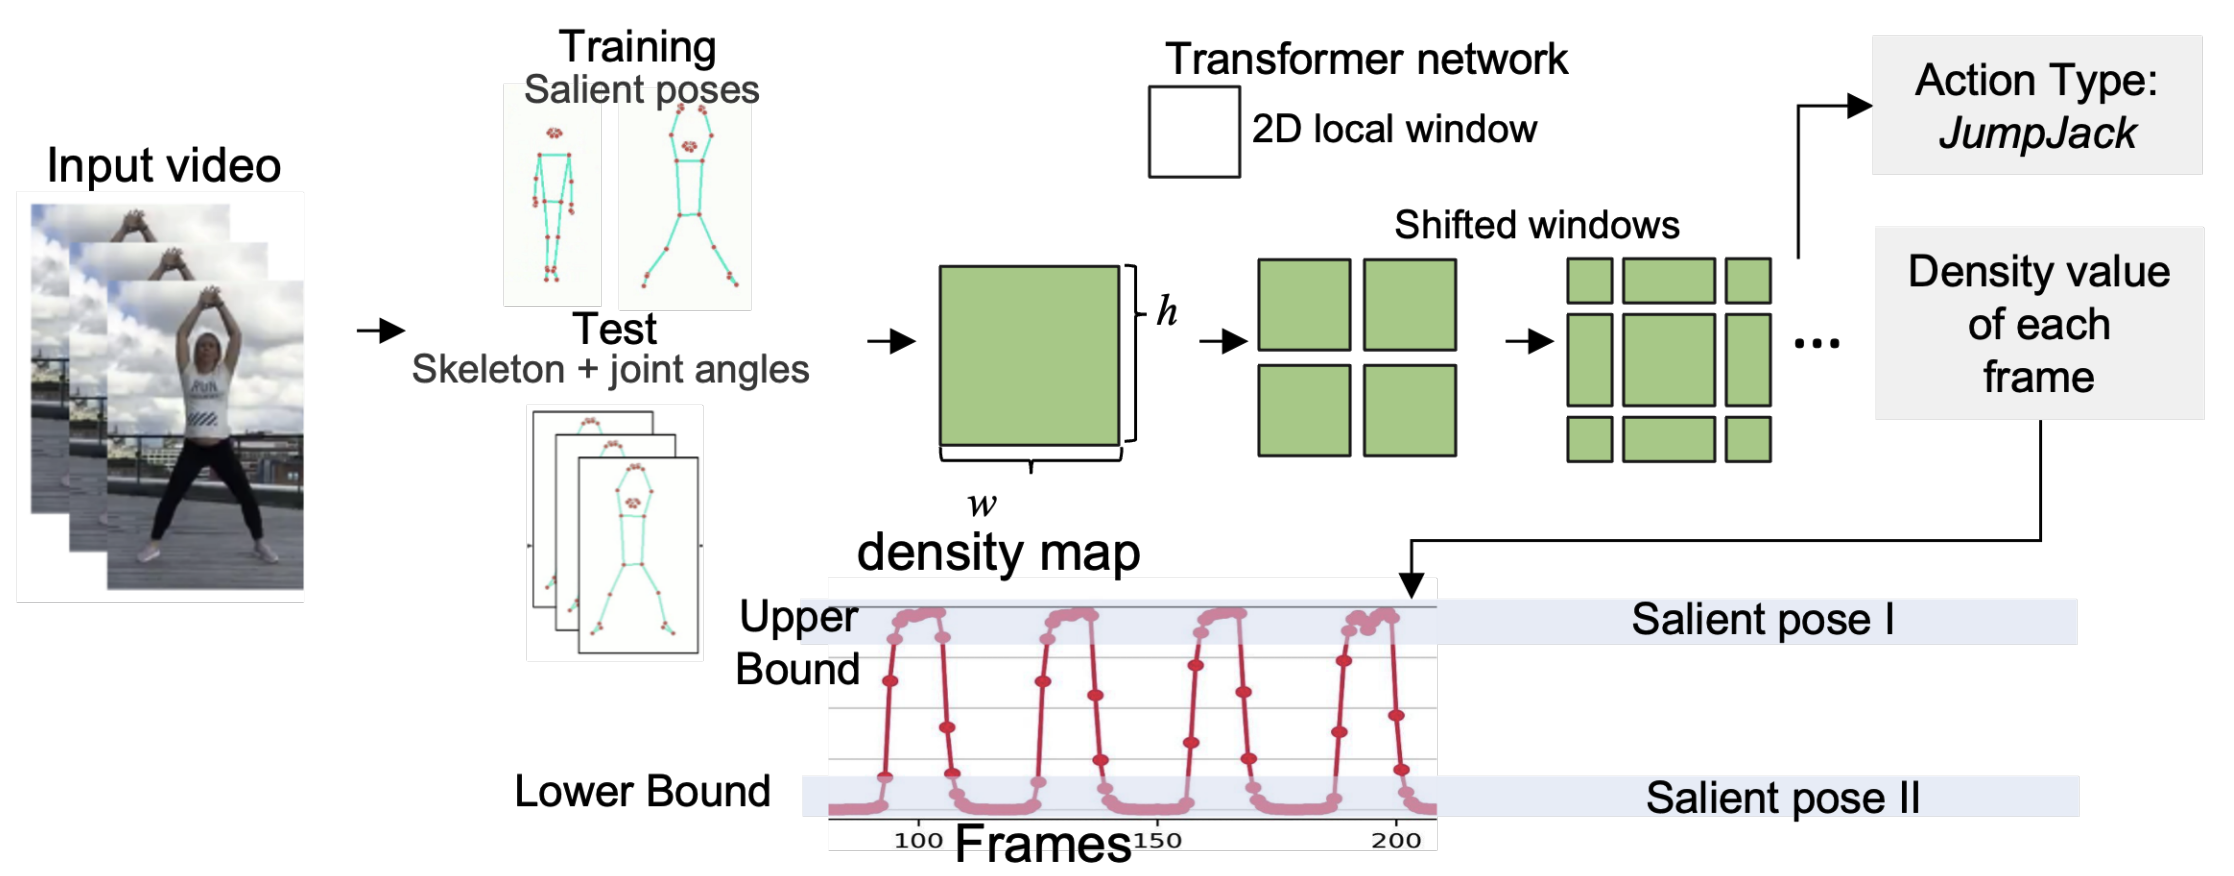 Input video
Training
Salient poses
Test
Skeleton + joint angles
Transformer network
2D local window
Shifted windows
h
w
...
Action Type:
JumpJack
Density value
of each
frame
density map
Upper
Bound
Lower Bound
Salient pose I
Salient pose II
100
150
200
Frames